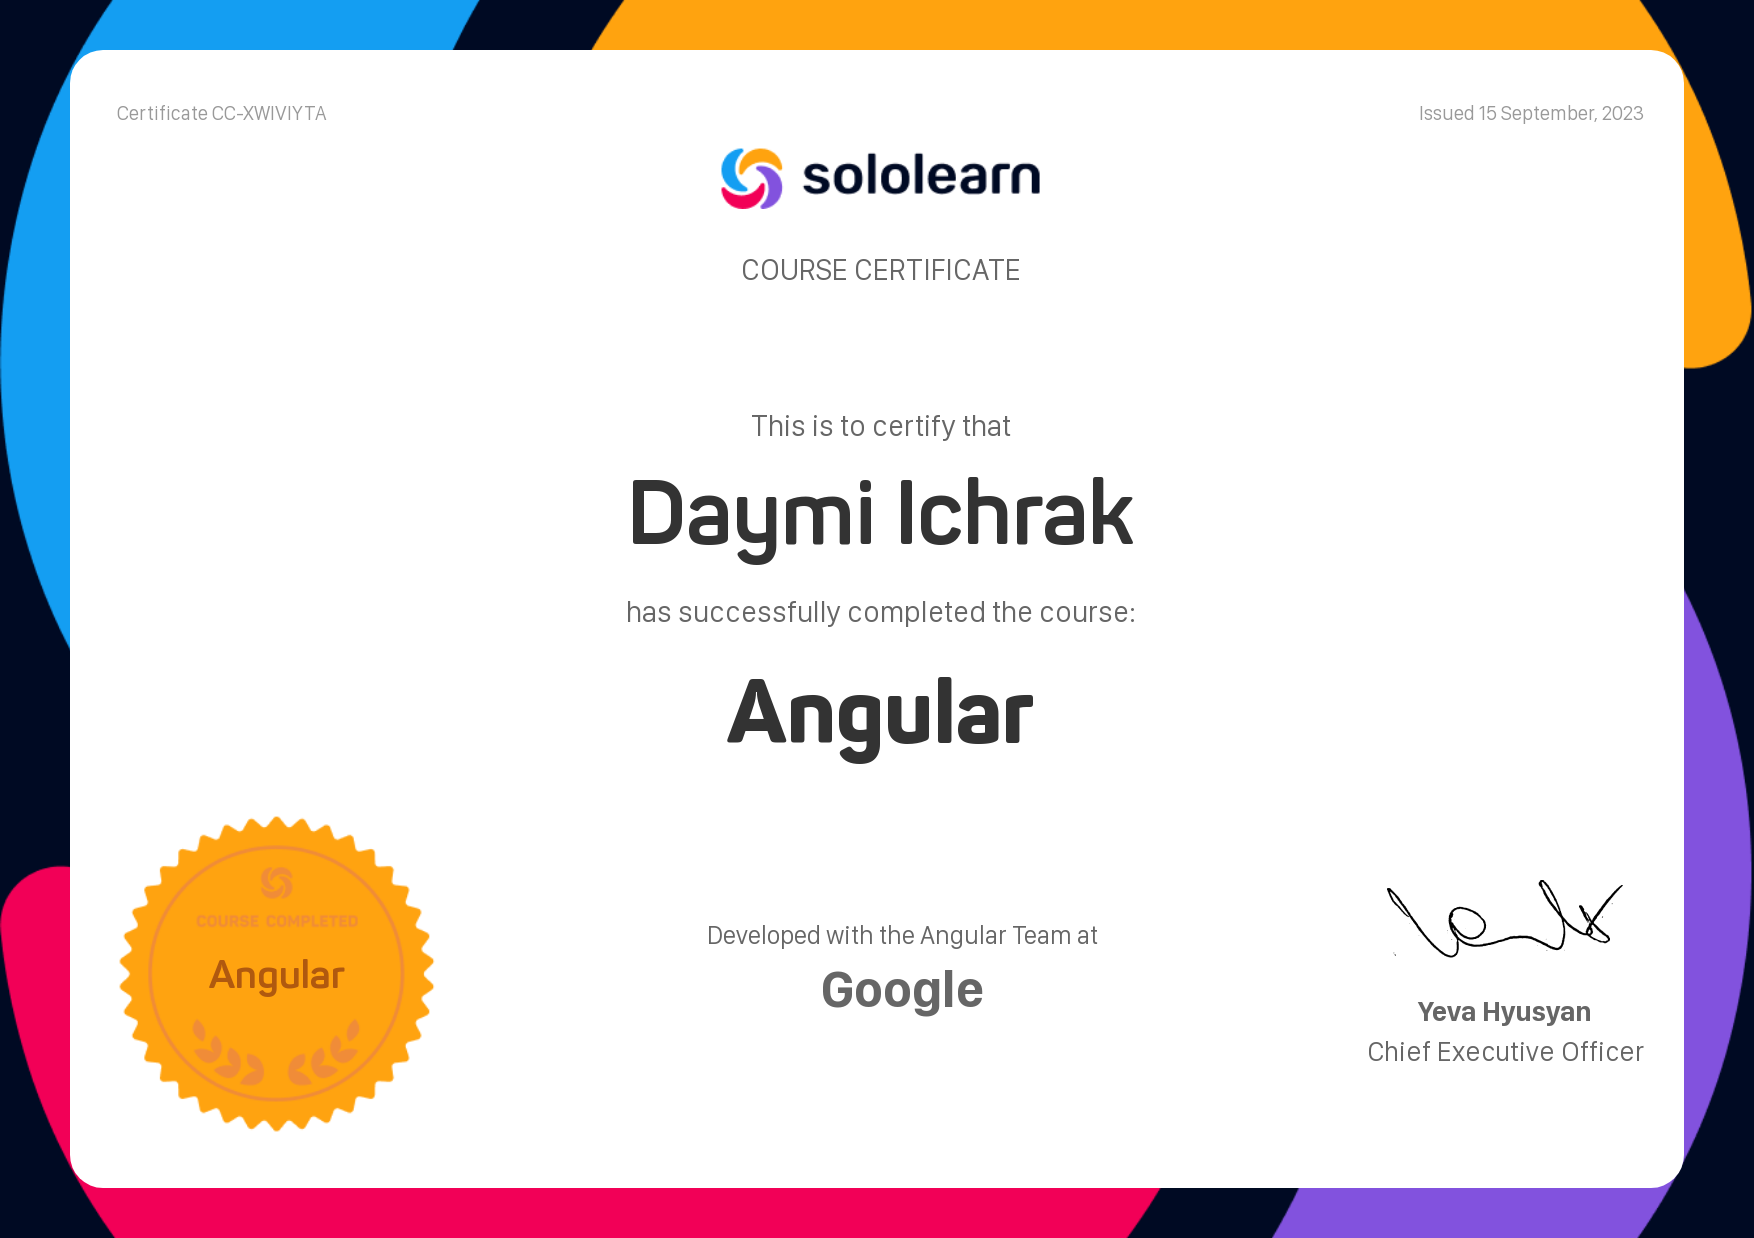 Certificate CC-XWIVIYTA
Issued 15 September, 2023
sololearn
COURSE CERTIFICATE
This is to certify that
Daymi Ichrak
has successfully completed the course:
Angular
COURSE COMPLETED
Angular
Developed with the Angular Team at
Google
Yeva Hyusyan
Chief Executive Officer